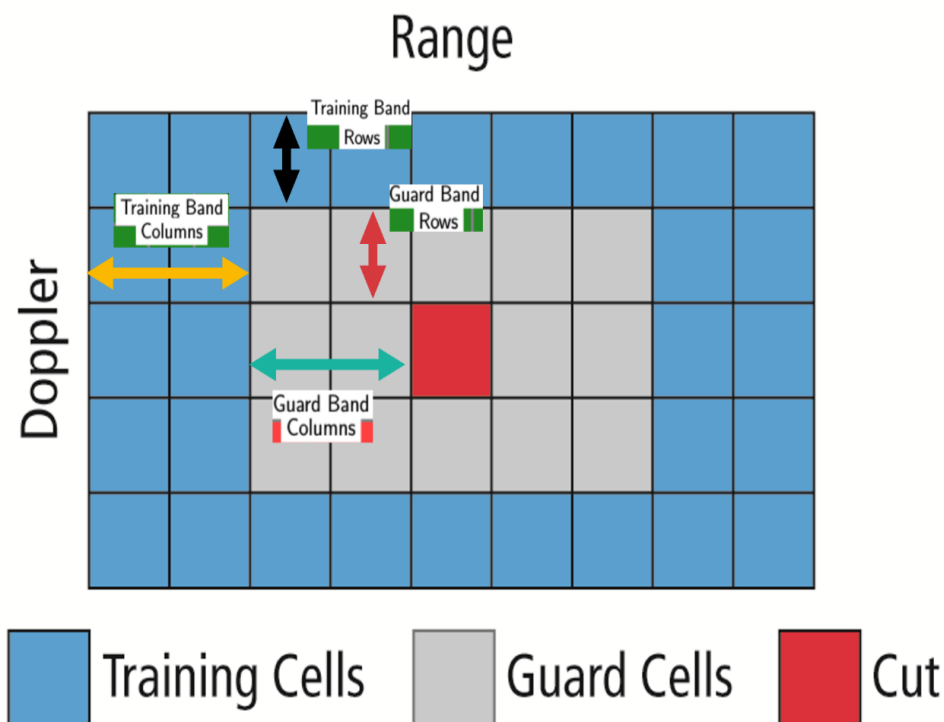 Range
Training Band
Rows
Guard Band
Rows
Training Band
Columns
Doppler
Guard Band
Columns
Training Cells
Guard Cells
Cut